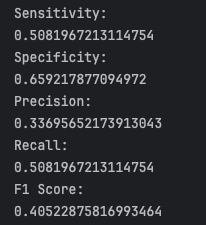 Sensitivity:
0.5081967213114754
Specificity:
0.659217877094972
Precision:
0.33695652173913043
Recall:
0.5081967213114754
F1 Score:
0.40522875816993464